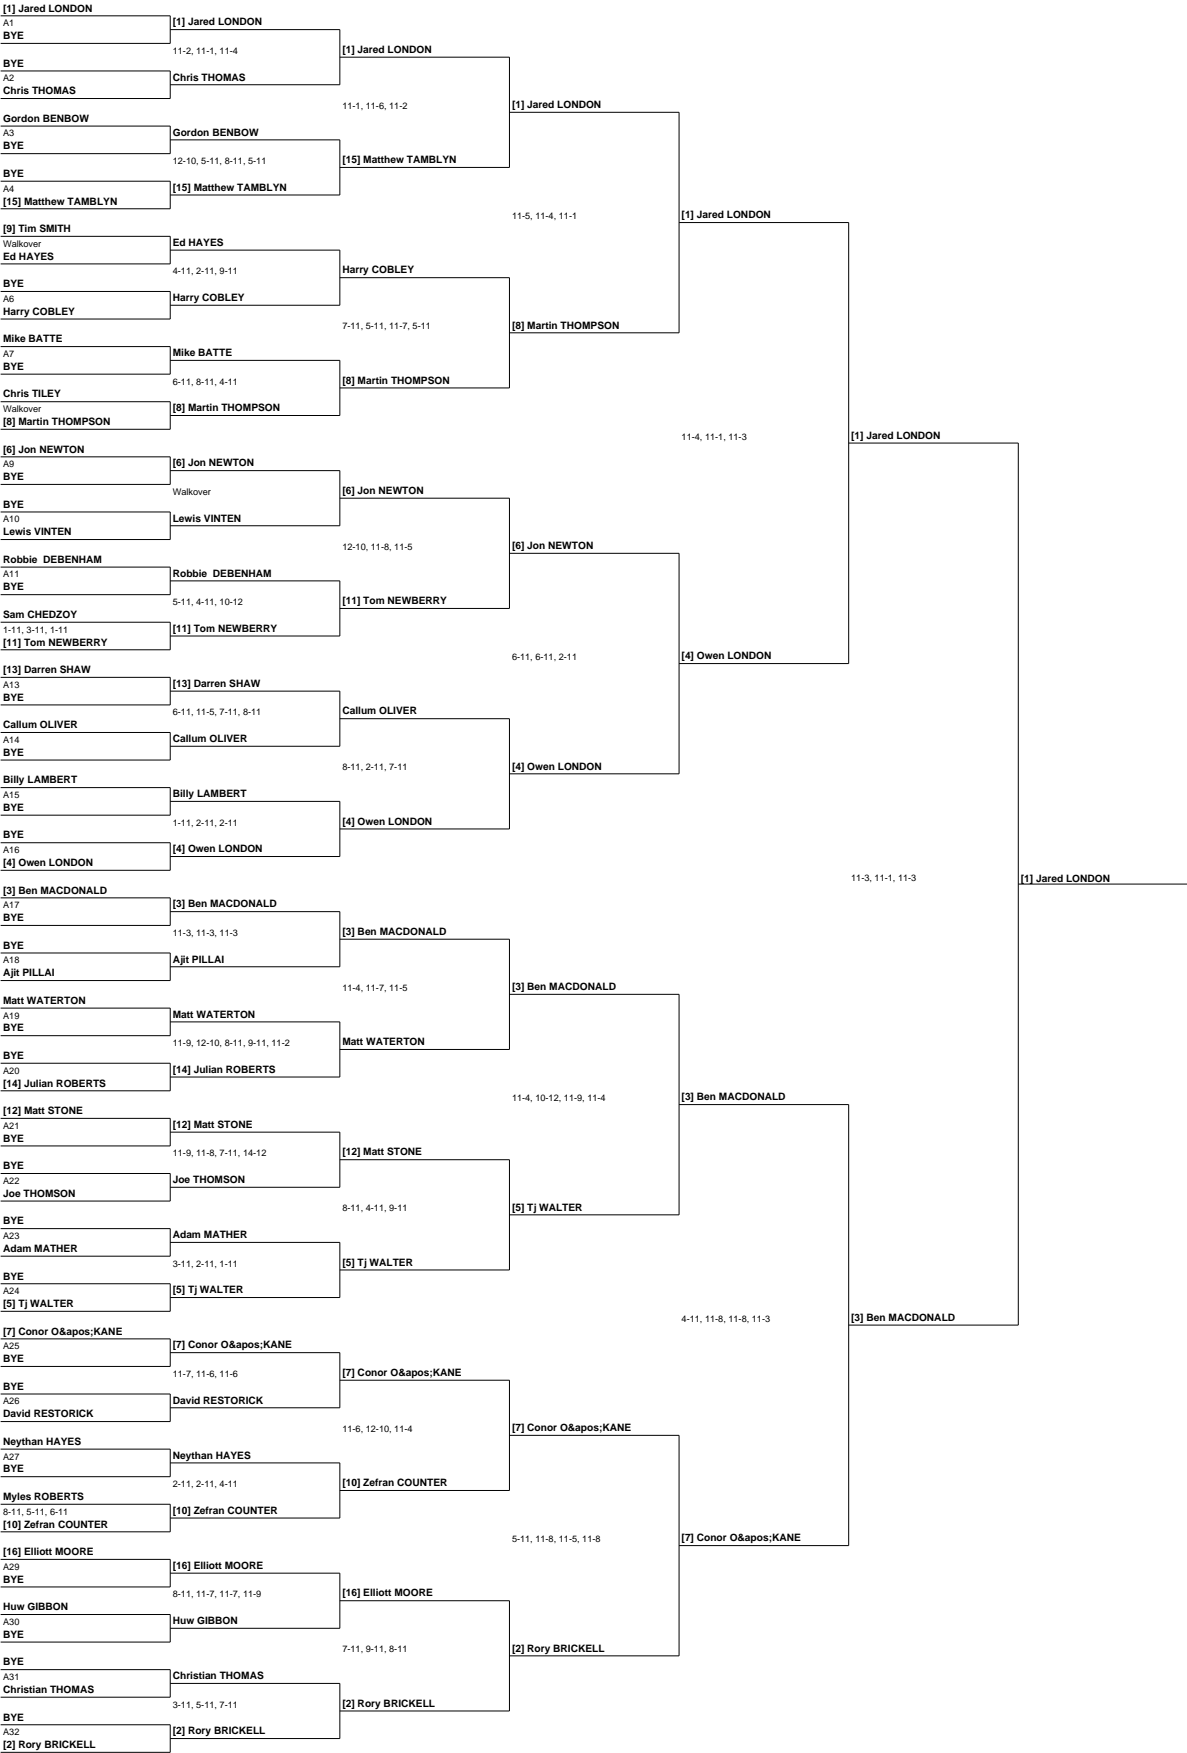 [1] Jared LONDON
A1
BYE
BYE
A2
Chris THOMAS
Gordon BENBOW
A3
BYE
BYE
A4
[15] Matthew TAMBLYN
[9] Tim SMITH
Walkover
Ed HAYES
BYE
A6
Harry COBLEY
Mike BATTE
A7
BYE
Chris TILEY
Walkover
[8] Martin THOMPSON
[6] Jon NEWTON
A9
BYE
BYE
A10
Lewis VINTEN
Robbie  DEBENHAM
A11
BYE
Sam CHEDZOY
1-11, 3-11, 1-11
[11] Tom NEWBERRY
[13] Darren SHAW
A13
BYE
Callum OLIVER
A14
BYE
Billy LAMBERT
A15
BYE
BYE
A16
[4] Owen LONDON
[3] Ben MACDONALD
A17
BYE
BYE
A18
Ajit PILLAI
Matt WATERTON
A19
BYE
BYE
A20
[14] Julian ROBERTS
[12] Matt STONE
A21
BYE
BYE
A22
Joe THOMSON
BYE
A23
Adam MATHER
BYE
A24
[5] Tj WALTER
[7] Conor O&apos;KANE
A25
BYE
BYE
A26
David RESTORICK
Neythan HAYES
A27
BYE
Myles ROBERTS
8-11, 5-11, 6-11
[10] Zefran COUNTER
[16] Elliott MOORE
A29
BYE
Huw GIBBON
A30
BYE
BYE
A31
Christian THOMAS
BYE
A32
[2] Rory BRICKELL
[1] Jared LONDON
11-2, 11-1, 11-4
Chris THOMAS
Gordon BENBOW
12-10, 5-11, 8-11, 5-11
[15] Matthew TAMBLYN
Ed HAYES
4-11, 2-11, 9-11
Harry COBLEY
Mike BATTE
6-11, 8-11, 4-11
[8] Martin THOMPSON
[6] Jon NEWTON
Walkover
Lewis VINTEN
Robbie  DEBENHAM
5-11, 4-11, 10-12
[11] Tom NEWBERRY
[13] Darren SHAW
6-11, 11-5, 7-11, 8-11
Callum OLIVER
Billy LAMBERT
1-11, 2-11, 2-11
[4] Owen LONDON
[3] Ben MACDONALD
11-3, 11-3, 11-3
Ajit PILLAI
Matt WATERTON
11-9, 12-10, 8-11, 9-11, 11-2
[14] Julian ROBERTS
[12] Matt STONE
11-9, 11-8, 7-11, 14-12
Joe THOMSON
Adam MATHER
3-11, 2-11, 1-11
[5] Tj WALTER
[7] Conor O&apos;KANE
11-7, 11-6, 11-6
David RESTORICK
Neythan HAYES
2-11, 2-11, 4-11
[10] Zefran COUNTER
[16] Elliott MOORE
8-11, 11-7, 11-7, 11-9
Huw GIBBON
Christian THOMAS
3-11, 5-11, 7-11
[2] Rory BRICKELL
[1] Jared LONDON
11-1, 11-6, 11-2
[15] Matthew TAMBLYN
Harry COBLEY
7-11, 5-11, 11-7, 5-11
[8] Martin THOMPSON
[6] Jon NEWTON
12-10, 11-8, 11-5
[11] Tom NEWBERRY
Callum OLIVER
8-11, 2-11, 7-11
[4] Owen LONDON
[3] Ben MACDONALD
11-4, 11-7, 11-5
Matt WATERTON
[12] Matt STONE
8-11, 4-11, 9-11
[5] Tj WALTER
[7] Conor O&apos;KANE
11-6, 12-10, 11-4
[10] Zefran COUNTER
[16] Elliott MOORE
7-11, 9-11, 8-11
[2] Rory BRICKELL
[1] Jared LONDON
11-5, 11-4, 11-1
[8] Martin THOMPSON
[6] Jon NEWTON
6-11, 6-11, 2-11
[4] Owen LONDON
[3] Ben MACDONALD
11-4, 10-12, 11-9, 11-4
[5] Tj WALTER
[7] Conor O&apos;KANE
5-11, 11-8, 11-5, 11-8
[2] Rory BRICKELL
[1] Jared LONDON
11-4, 11-1, 11-3
[4] Owen LONDON
[3] Ben MACDONALD
4-11, 11-8, 11-8, 11-3
[7] Conor O&apos;KANE
[1] Jared LONDON
11-3, 11-1, 11-3
[3] Ben MACDONALD
[1] Jared LONDON